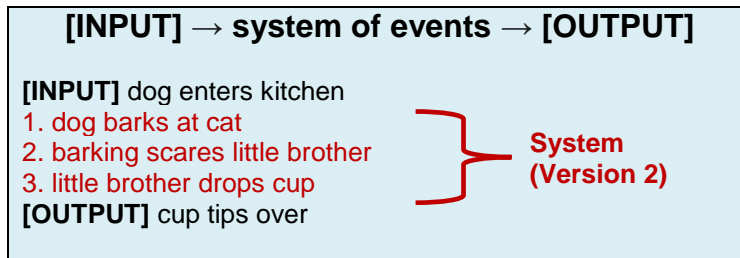 [INPUT] → system of events → [OUTPUT]
[INPUT] dog enters kitchen
1. dog barks at cat
2. barking scares little brother
3. little brother drops cup
[OUTPUT] cup tips over
System
(Version 2)